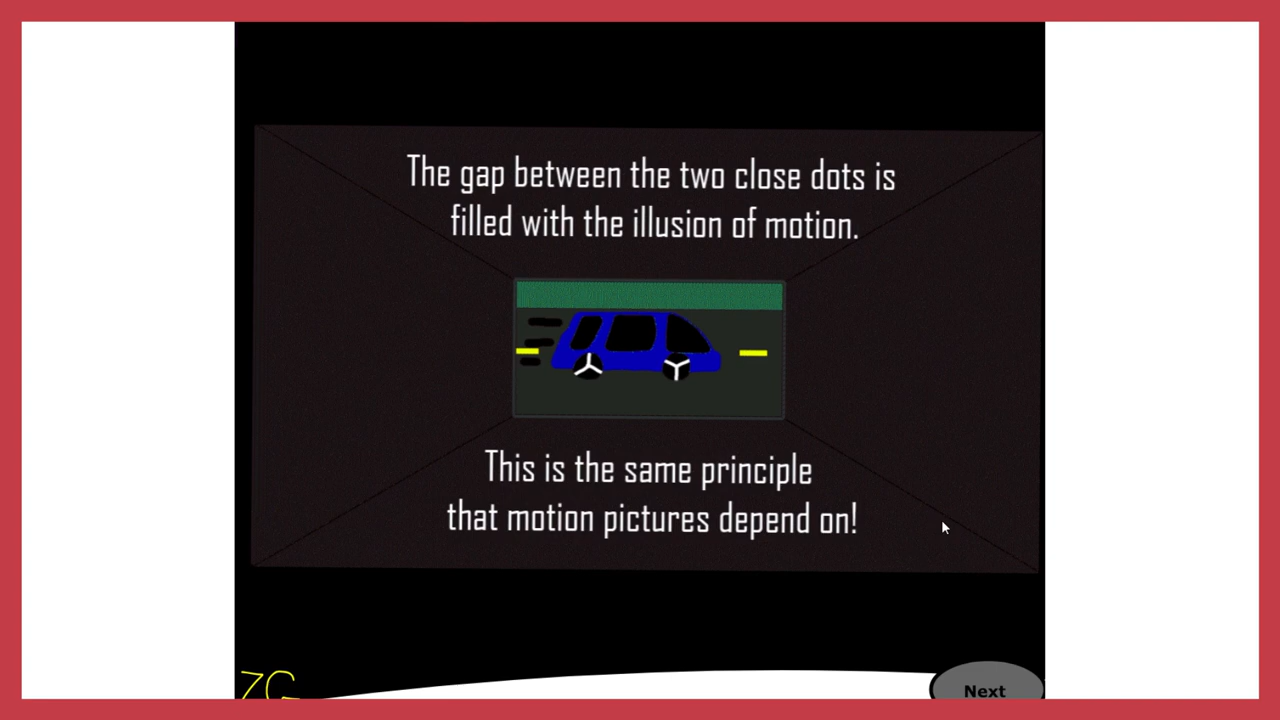 The gap between the two close dots is
filled with the illusion of motion.
This is the same principle
that motion pictures depend on!
ZG
Next